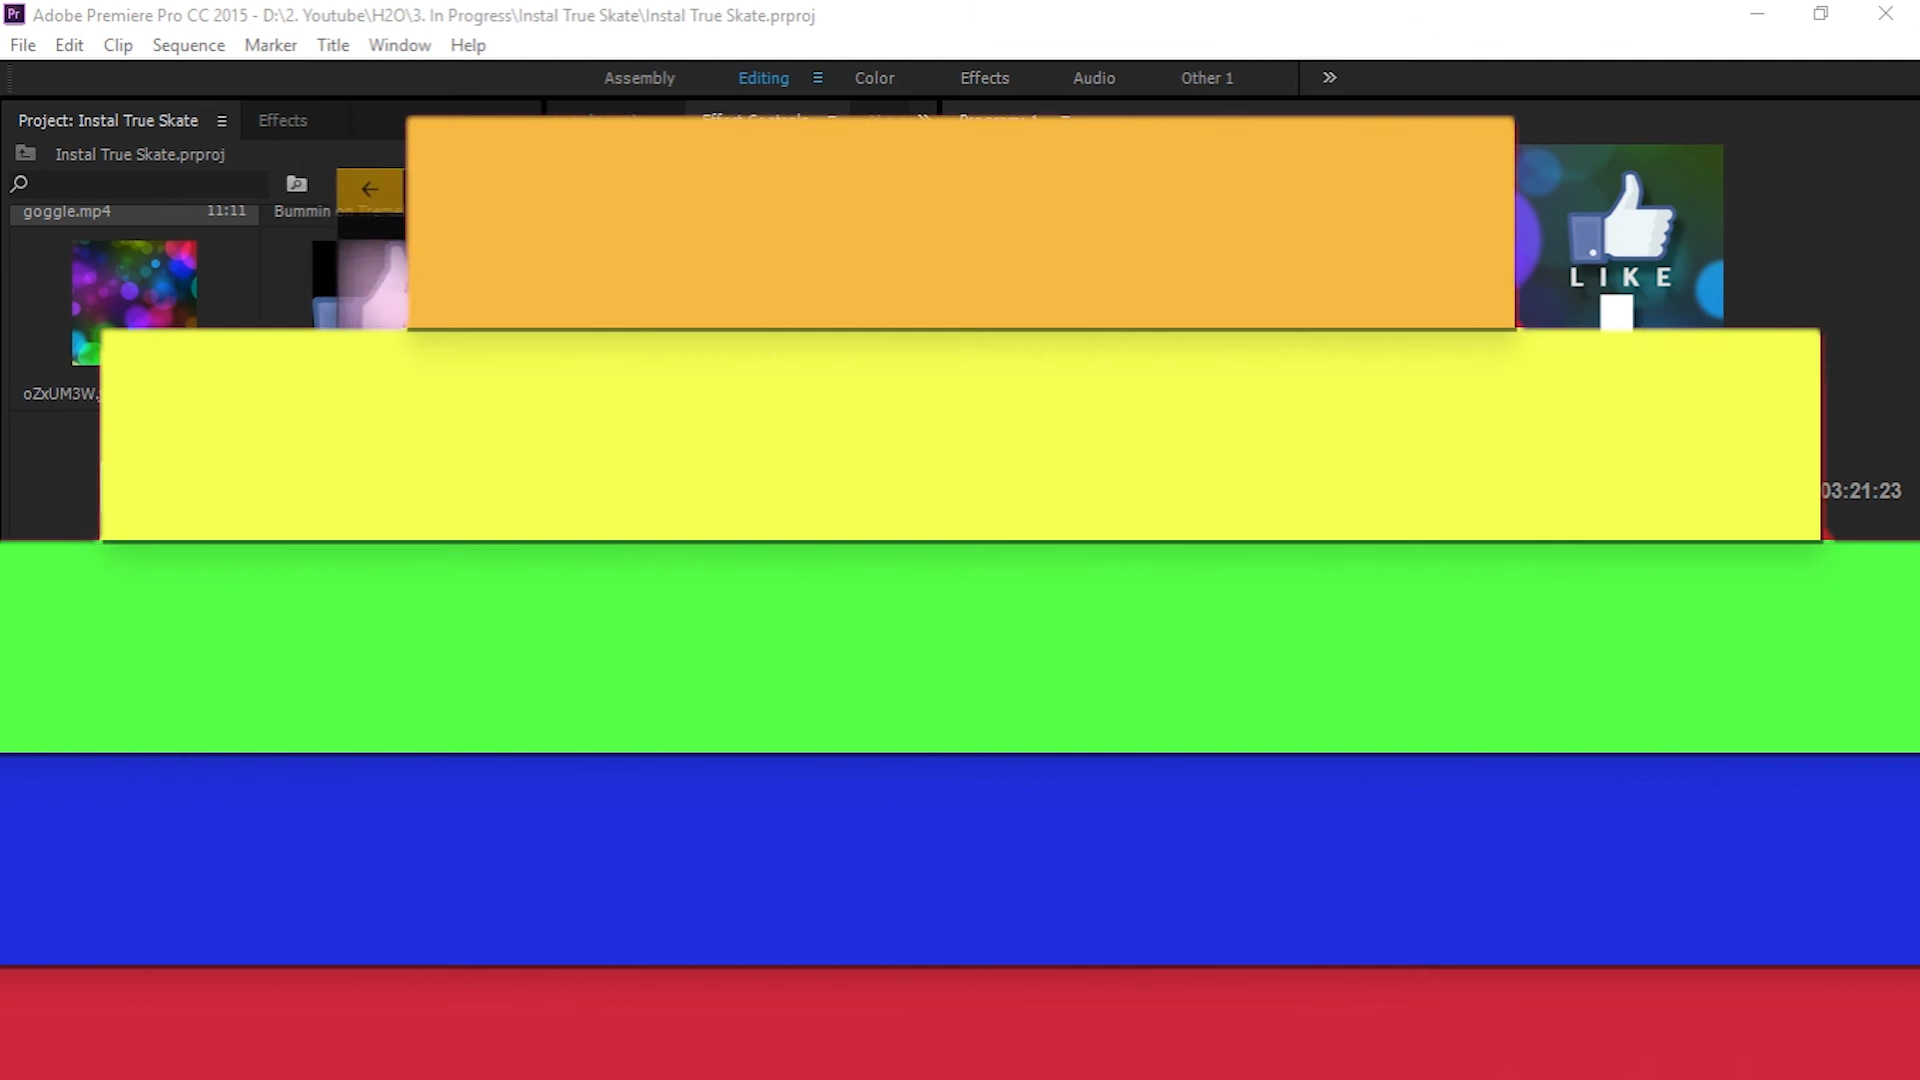 Pr Adobe Premiere Pro CC 2015 - D:\2. Youtube\H2O\3. In Progress\Instal True Skate\Instal True Skate.prproj
File Edit Clip Sequence Marker Title Window Help
Assembly Editing Color Effects Audio Other 1
Project: Instal True Skate Effects
Instal True Skate.prproj
goggle.mp4 11:11 Bummin on
LIKE
oZxUM3W.
03:21:23